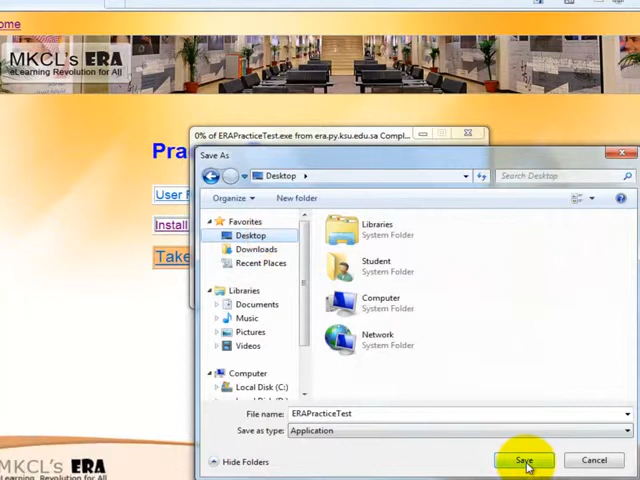 ome
MKCL's ERA
eLearning Revolution for All
0% of ERAPracticeTest.exe from era.py.ksu.edu.sa Compl...
Pra
User
Install
Take
Save As
Desktop
Search Desktop
Organize
New folder
Favorites
Desktop
Downloads
Recent Places
Libraries
Documents
Music
Pictures
Videos
Computer
Local Disk (C:)
Libraries
System Folder
Student
System Folder
Computer
System Folder
Network
System Folder
File name: ERAPracticeTest
Save as type: Application
Hide Folders
Save
Cancel
MKCL's ERA
eLearning Revolution for All